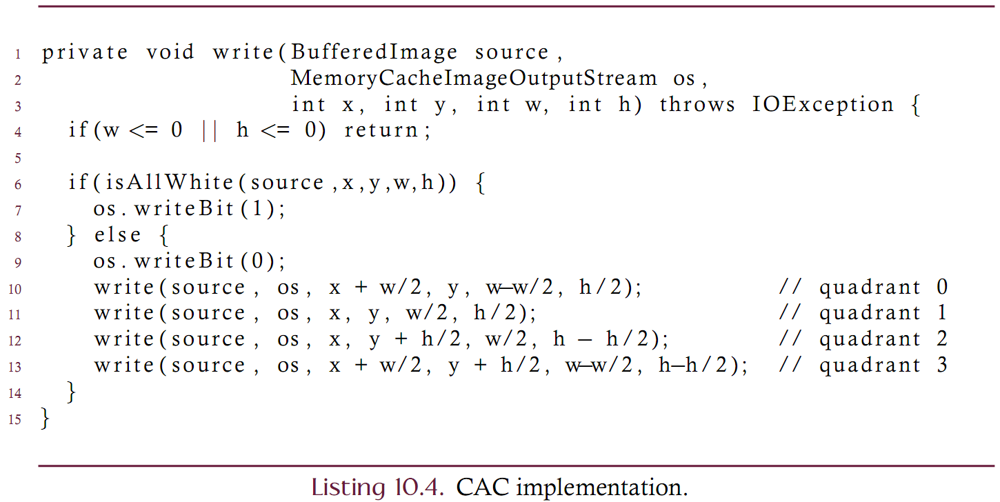 1 private void write(BufferedImage source,
2 MemoryCacheImageOutputStream os,
3 int x, int y, int w, int h) throws IOException {
4 if(w <= 0 || h <= 0) return;
5
6 if(isAllWhite(source,x,y,w,h)) {
7 os.writeBit(1);
8 } else {
9 os.writeBit(0);
10 write(source, os, x + w/2, y, w–w/2, h/2); // quadrant 0
11 write(source, os, x, y, w/2, h/2); // quadrant 1
12 write(source, os, x, y + h/2, w/2, h – h/2); // quadrant 2
13 write(source, os, x + w/2, y + h/2, w–w/2, h–h/2); // quadrant 3
14 }
15 }
Listing 10.4. CAC implementation.